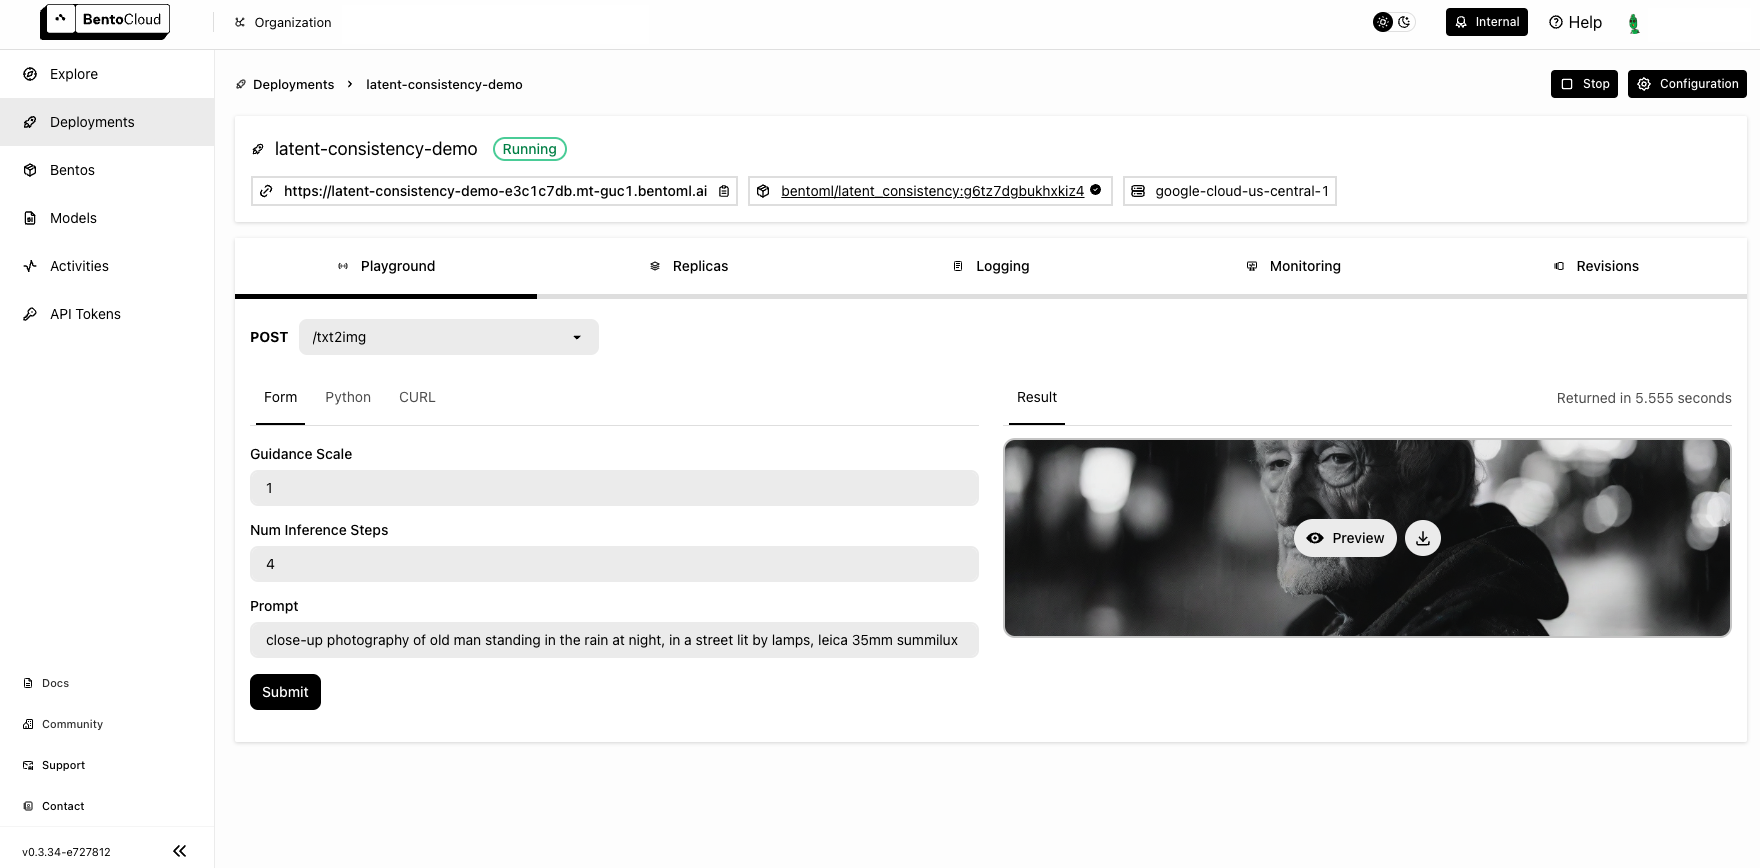 BentoCloud
Organization
Internal
Help
Explore
Deployments
Bentos
Models
Activities
API Tokens
Docs
Community
Support
Contact
v0.3.34-e727812
Deployments > latent-consistency-demo
Stop
Configuration
latent-consistency-demo
Running
https://latent-consistency-demo-e3c1c7db.mt-guc1.bentoml.ai
bentoml/latent_consistency:g6tz7dgbukhxkiz4
google-cloud-us-central-1
Playground
Replicas
Logging
Monitoring
Revisions
POST
/txt2img
Form
Python
CURL
Guidance Scale
1
Num Inference Steps
4
Prompt
close-up photography of old man standing in the rain at night, in a street lit by lamps, leica 35mm summilux
Submit
Result
Returned in 5.555 seconds
Preview